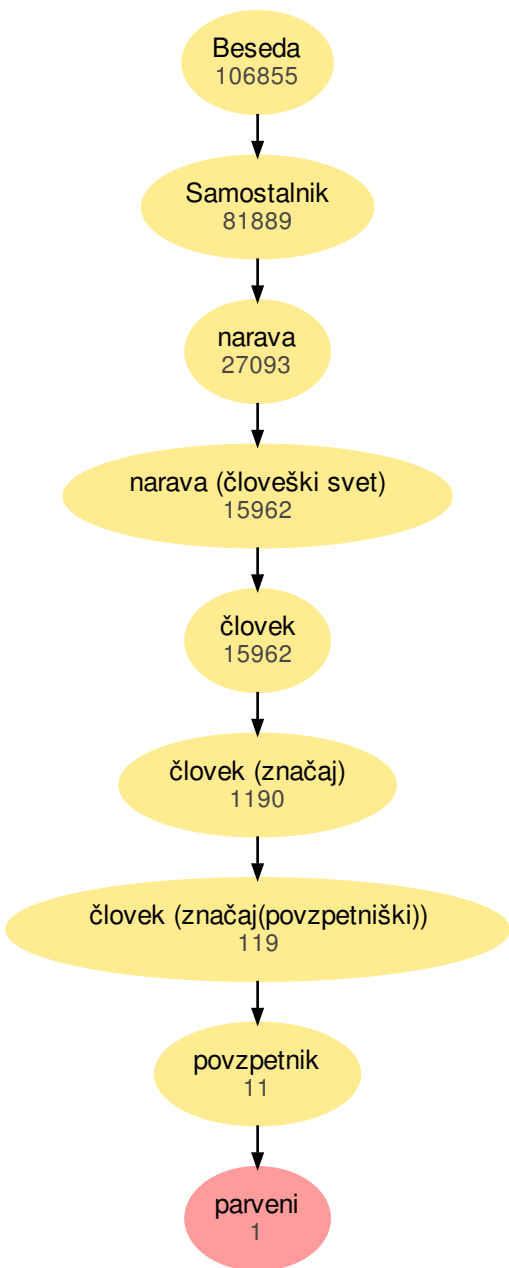 Beseda
106855
Samostalnik
81889
narava
27093
narava (človeški svet)
15962
človek
15962
človek (značaj)
1190
človek (značaj(povzpetniški))
119
povzpetnik
11
parveni
1